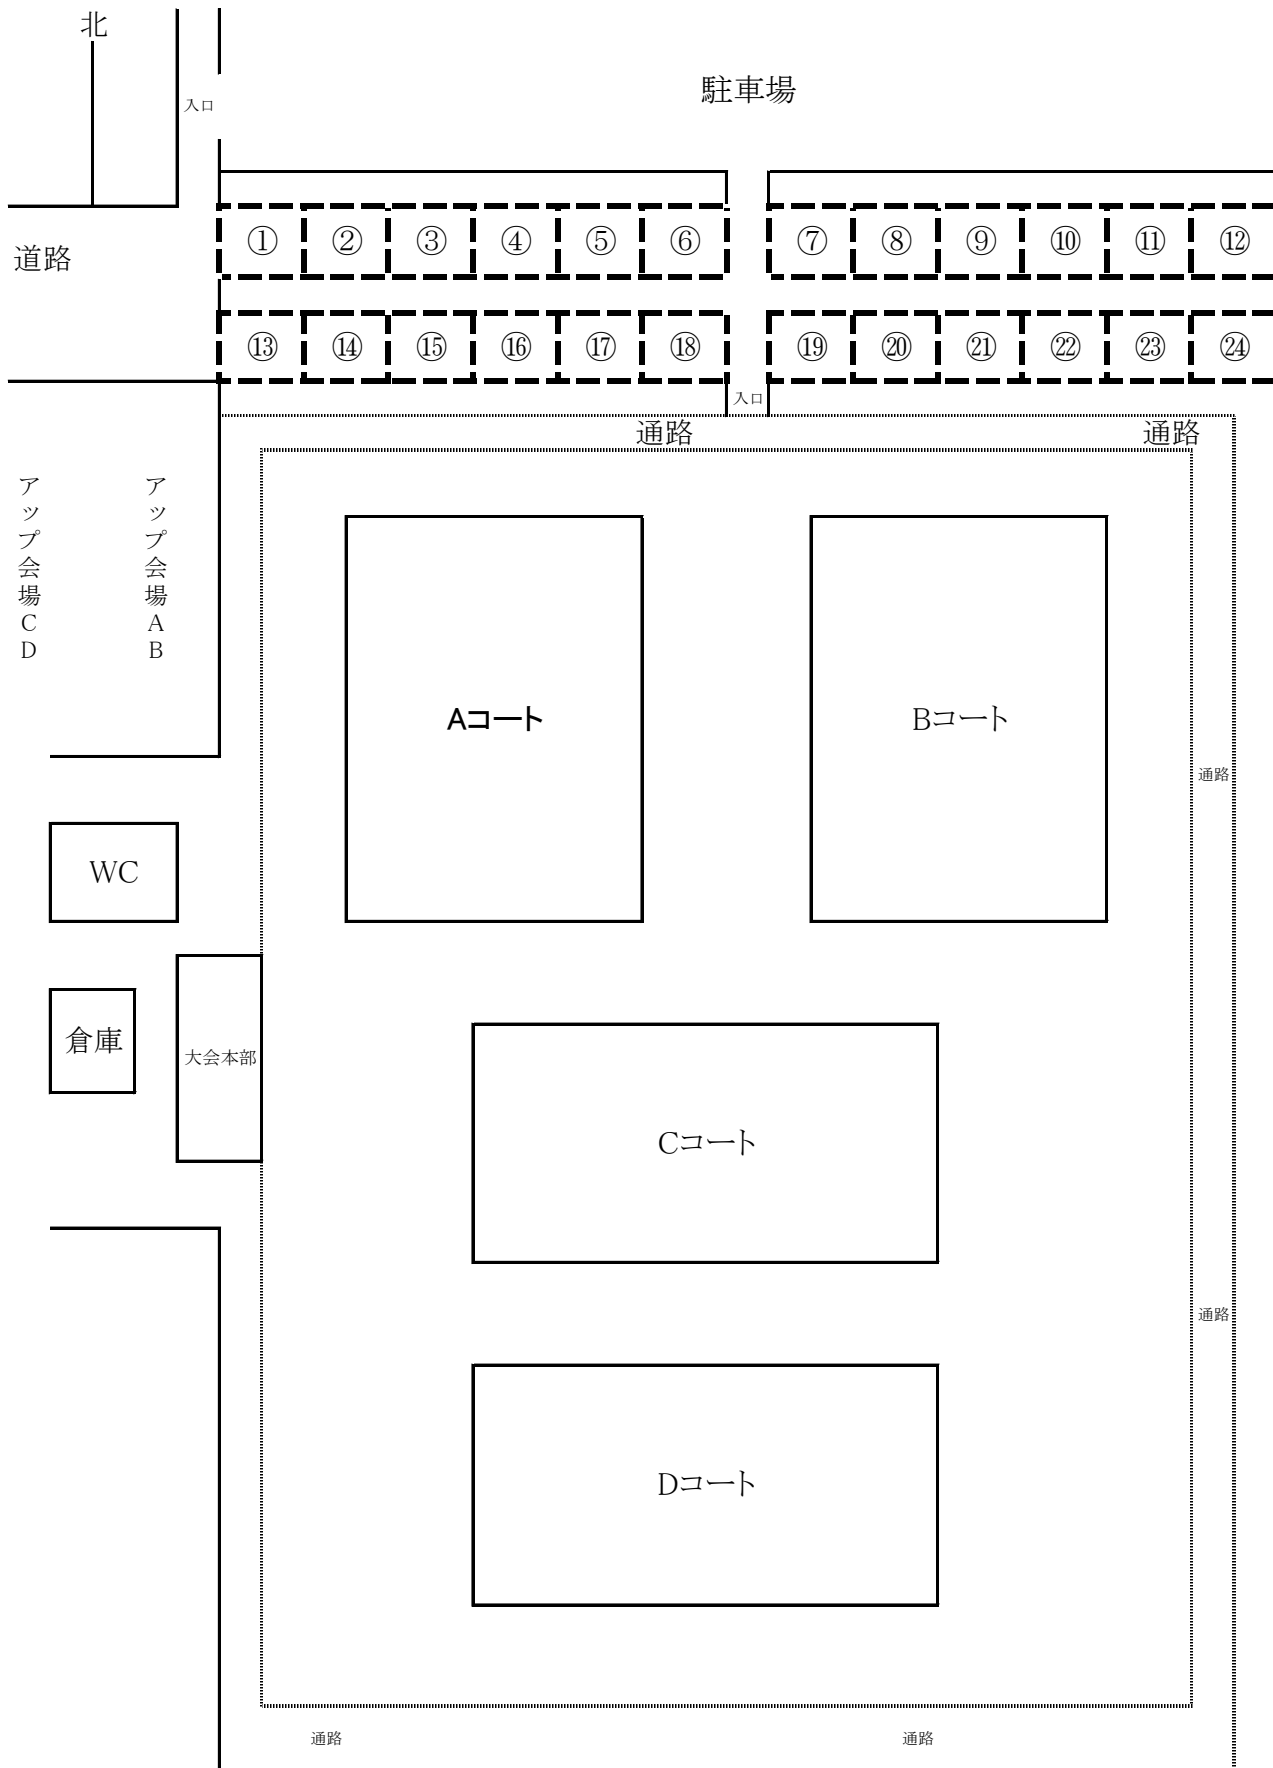 北
入口
駐車場
① ② ③ ④ ⑤ ⑥ ⑦ ⑧ ⑨ ⑩ ⑪ ⑫
道路
⑬ ⑭ ⑮ ⑯ ⑰ ⑱ ⑲ ⑳ ㉑ ㉒ ㉓ ㉔
入口
通路
通路
アップ会場AB
アップ会場CD
Aコート
Bコート
通路
WC
倉庫
大会本部
Cコート
通路
Dコート
通路
通路